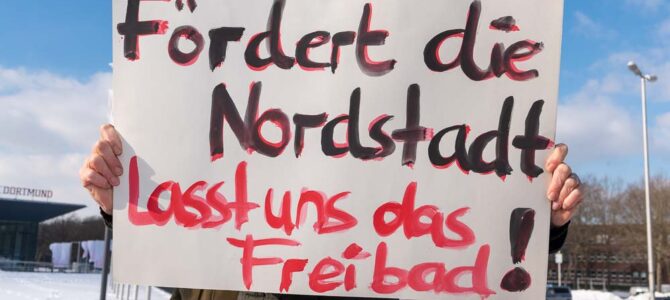 Fördert die
Nordstadt!
Lasst uns das
Freibad!
DORTMUND